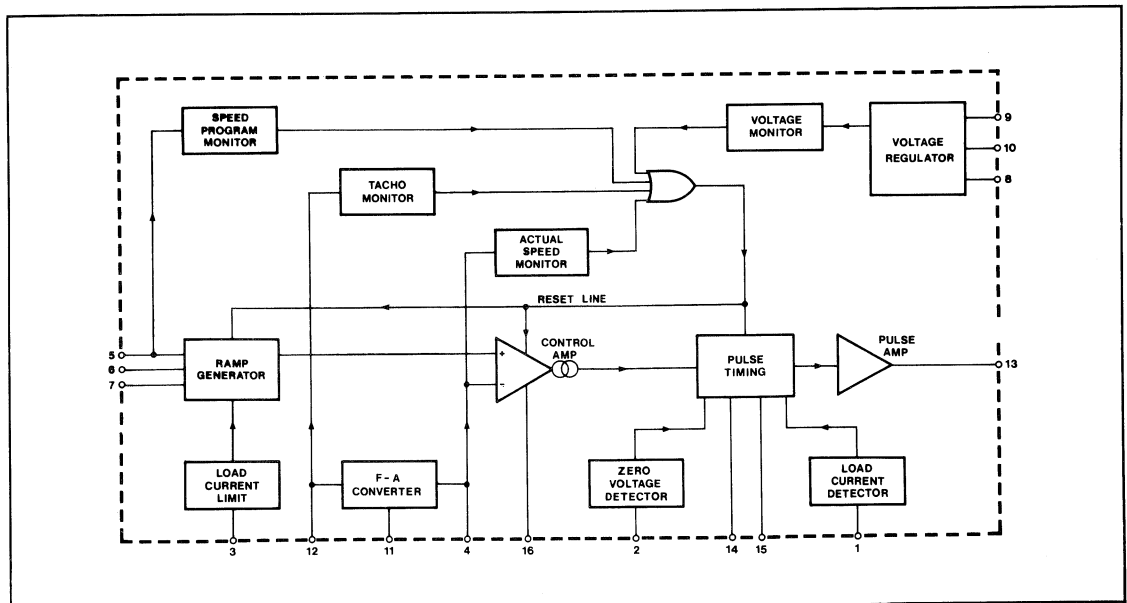 SPEED
PROGRAM
MONITOR
VOLTAGE
MONITOR
VOLTAGE
REGULATOR
9
10
8
TACHO
MONITOR
ACTUAL
SPEED
MONITOR
RESET LINE
5
6
7
RAMP
GENERATOR
+
-
CONTROL
AMP
PULSE
TIMING
PULSE
AMP
13
LOAD
CURRENT
LIMIT
F-A
CONVERTER
ZERO
VOLTAGE
DETECTOR
LOAD
CURRENT
DETECTOR
3
12
11
4
16
2
14
15
1